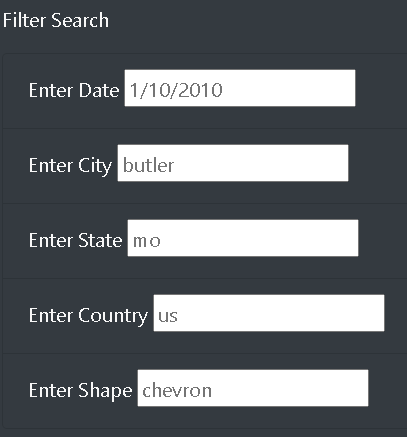 Filter Search
Enter Date 1/10/2010
Enter City butler
Enter State mo
Enter Country us
Enter Shape chevron